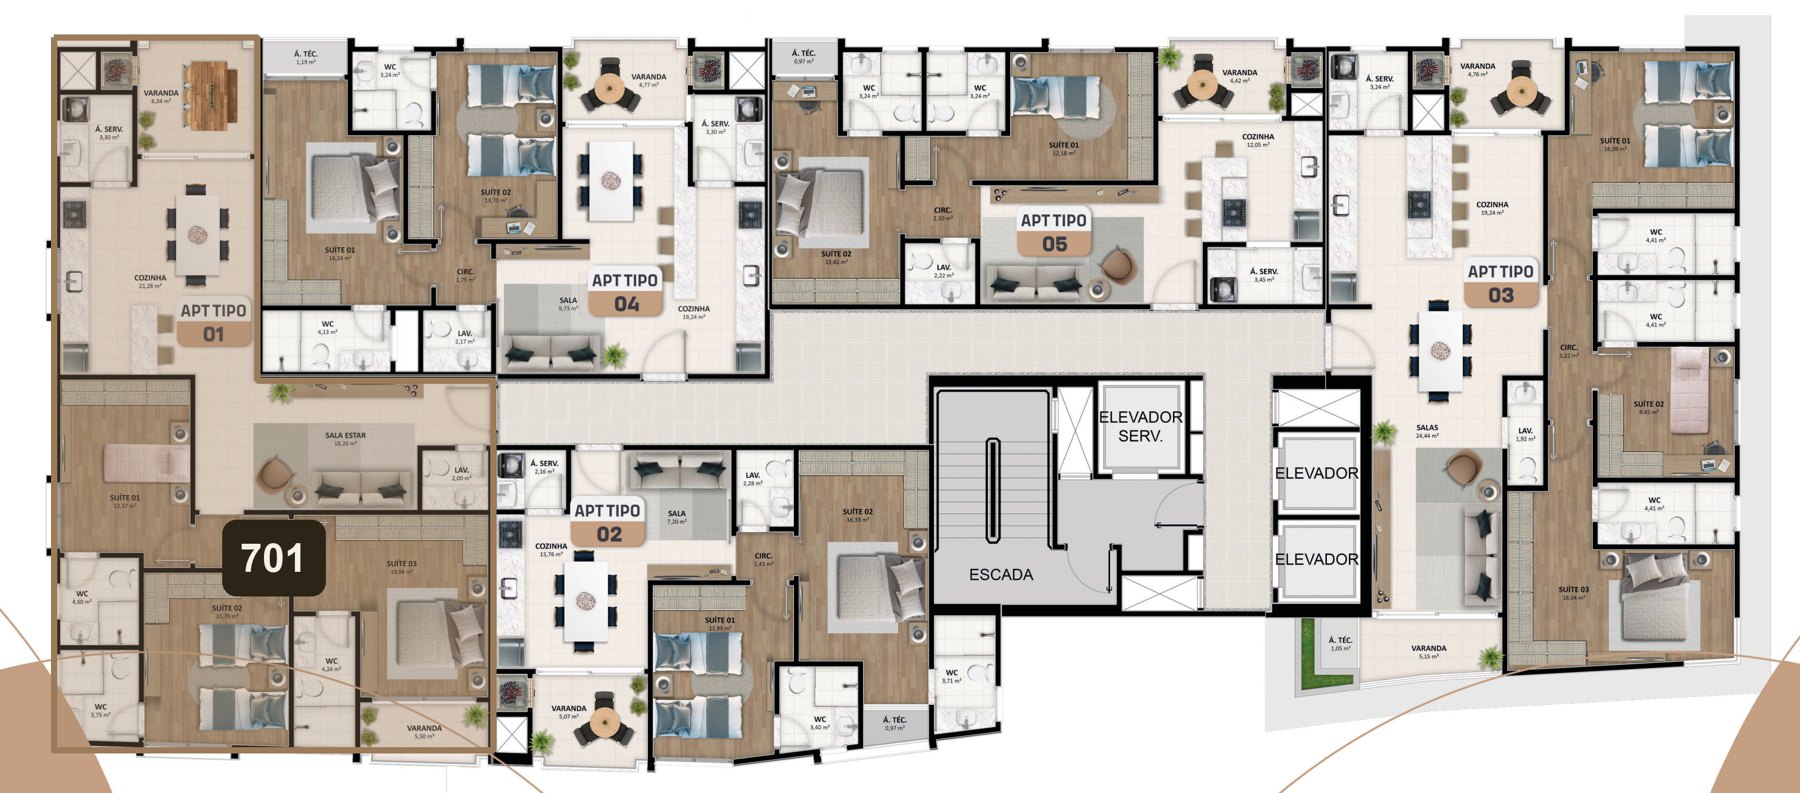 VARANDA
6,34 m²
Á. SERV.
3,30 m²
COZINHA
21,28 m²
APT TIPO
01
SALA ESTAR
18,20 m²
LAV.
2,00 m²
SUÍTE 01
12,37 m²
701
SUÍTE 03
19,98 m²
WC
4,60 m²
SUÍTE 02
13,79 m²
WC
4,24 m²
WC
3,75 m²
VARANDA
5,50 m²
Á. TÉC.
1,19 m²
WC
3,24 m²
SUÍTE 01
16,24 m²
SUÍTE 02
13,70 m²
CIRC.
1,75 m²
WC
4,13 m²
LAV.
2,17 m²
VARANDA
4,77 m²
Á. SERV.
3,30 m²
APT TIPO
04
SALA
9,73 m²
COZINHA
19,24 m²
Á. SERV.
2,16 m²
APT TIPO
02
SALA
7,20 m²
COZINHA
13,76 m²
LAV.
2,28 m²
CIRC.
1,43 m²
SUÍTE 02
16,33 m²
SUÍTE 01
11,95 m²
VARANDA
5,07 m²
WC
3,40 m²
Á. TÉC.
0,97 m²
WC
3,71 m²
Á. TÉC.
0,97 m²
WC
3,24 m²
WC
3,24 m²
SUÍTE 01
12,18 m²
SUÍTE 02
13,42 m²
CIRC.
2,10 m²
LAV.
2,22 m²
APT TIPO
05
VARANDA
4,42 m²
COZINHA
12,05 m²
Á. SERV.
3,45 m²
ELEVADOR
SERV.
ELEVADOR
ELEVADOR
ESCADA
Á. SERV.
3,24 m²
VARANDA
4,76 m²
COZINHA
19,24 m²
APT TIPO
03
SUÍTE 01
16,09 m²
WC
4,41 m²
WC
4,41 m²
CIRC.
3,22 m²
SUÍTE 02
9,45 m²
SALAS
24,44 m²
LAV.
1,92 m²
WC
4,41 m²
SUÍTE 03
18,04 m²
Á. TÉC.
1,05 m²
VARANDA
5,15 m²